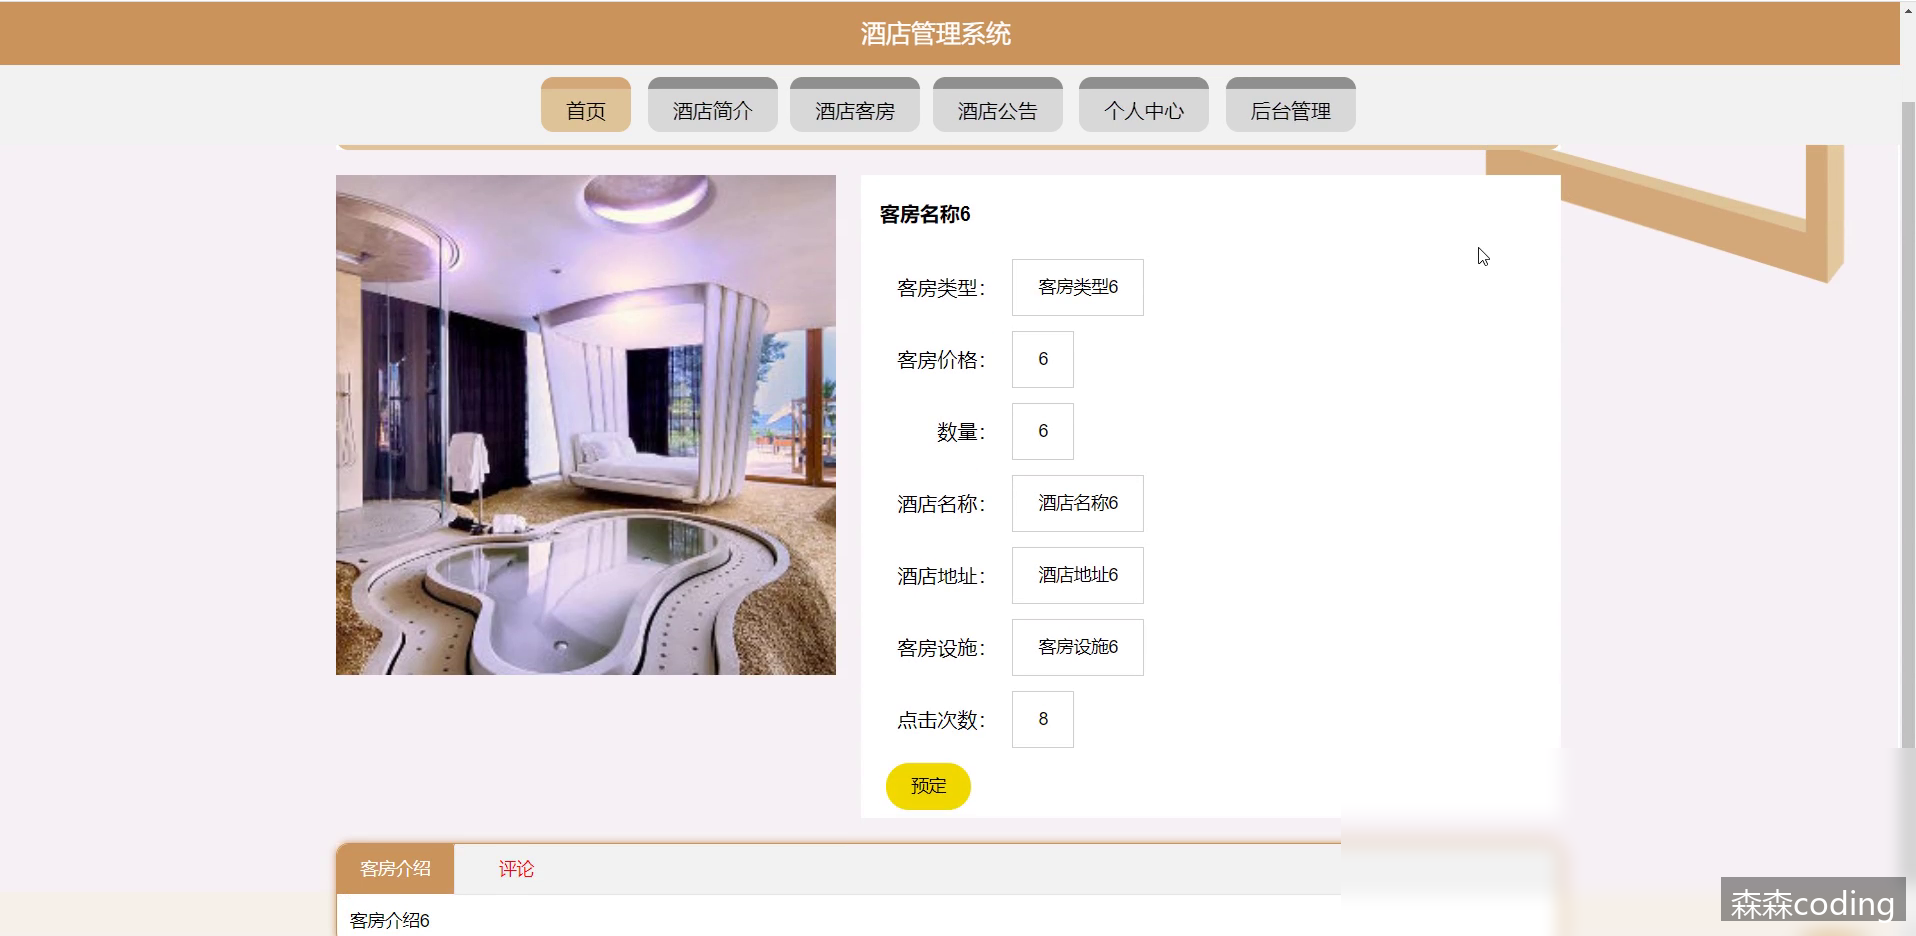 酒店管理系统
首页 酒店简介 酒店客房 酒店公告 个人中心 后台管理
客房名称6
客房类型： 客房类型6
客房价格： 6
数量： 6
酒店名称： 酒店名称6
酒店地址： 酒店地址6
客房设施： 客房设施6
点击次数： 8
预定
客房介绍 评论
客房介绍6
森森coding